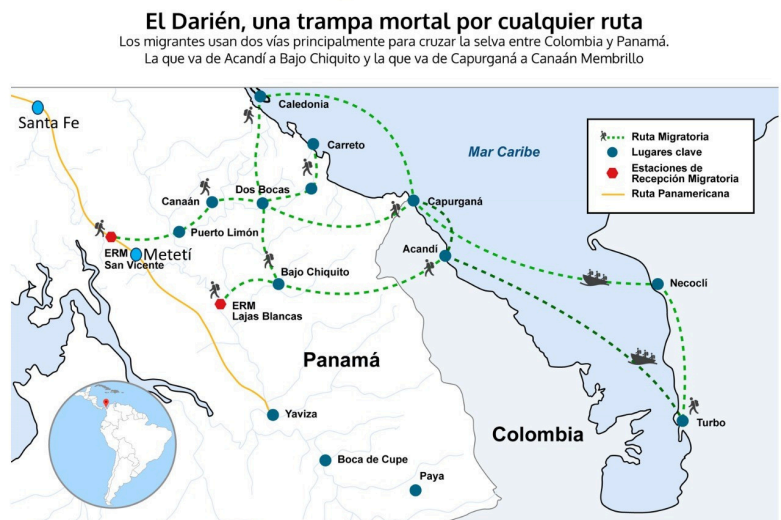 El Darién, una trampa mortal por cualquier ruta
Los migrantes usan dos vías principalmente para cruzar la selva entre Colombia y Panamá.
La que va de Acandí a Bajo Chiquito y la que va de Capurganá a Canaán Membrillo
Santa Fe
Caledonia
Carreto
Mar Caribe
Ruta Migratoria
Lugares clave
Estaciones de
Recepción Migratoria
Ruta Panamericana
Canaán
Dos Bocas
Capurganá
Puerto Limón
ERM
San Vicente
Metetí
Acandí
Bajo Chiquito
Necoclí
ERM
Lajas Blancas
Panamá
Colombia
Yaviza
Turbo
Boca de Cupe
Paya